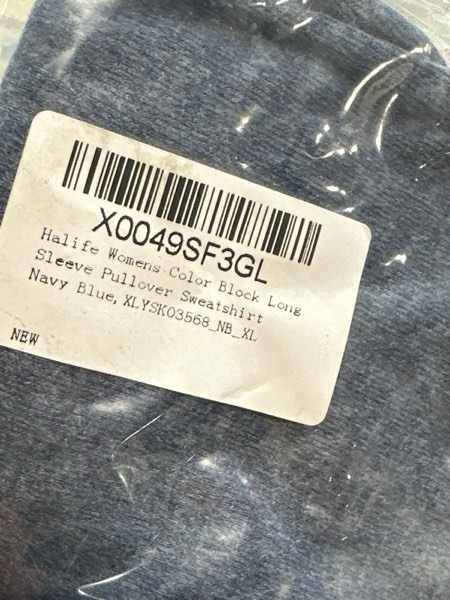 X0049SF3GL
Halife Womens Color Block Long
Sleeve Pullover Sweatshirt
Navy Blue, XLYSK03568_NB_XL
NEW